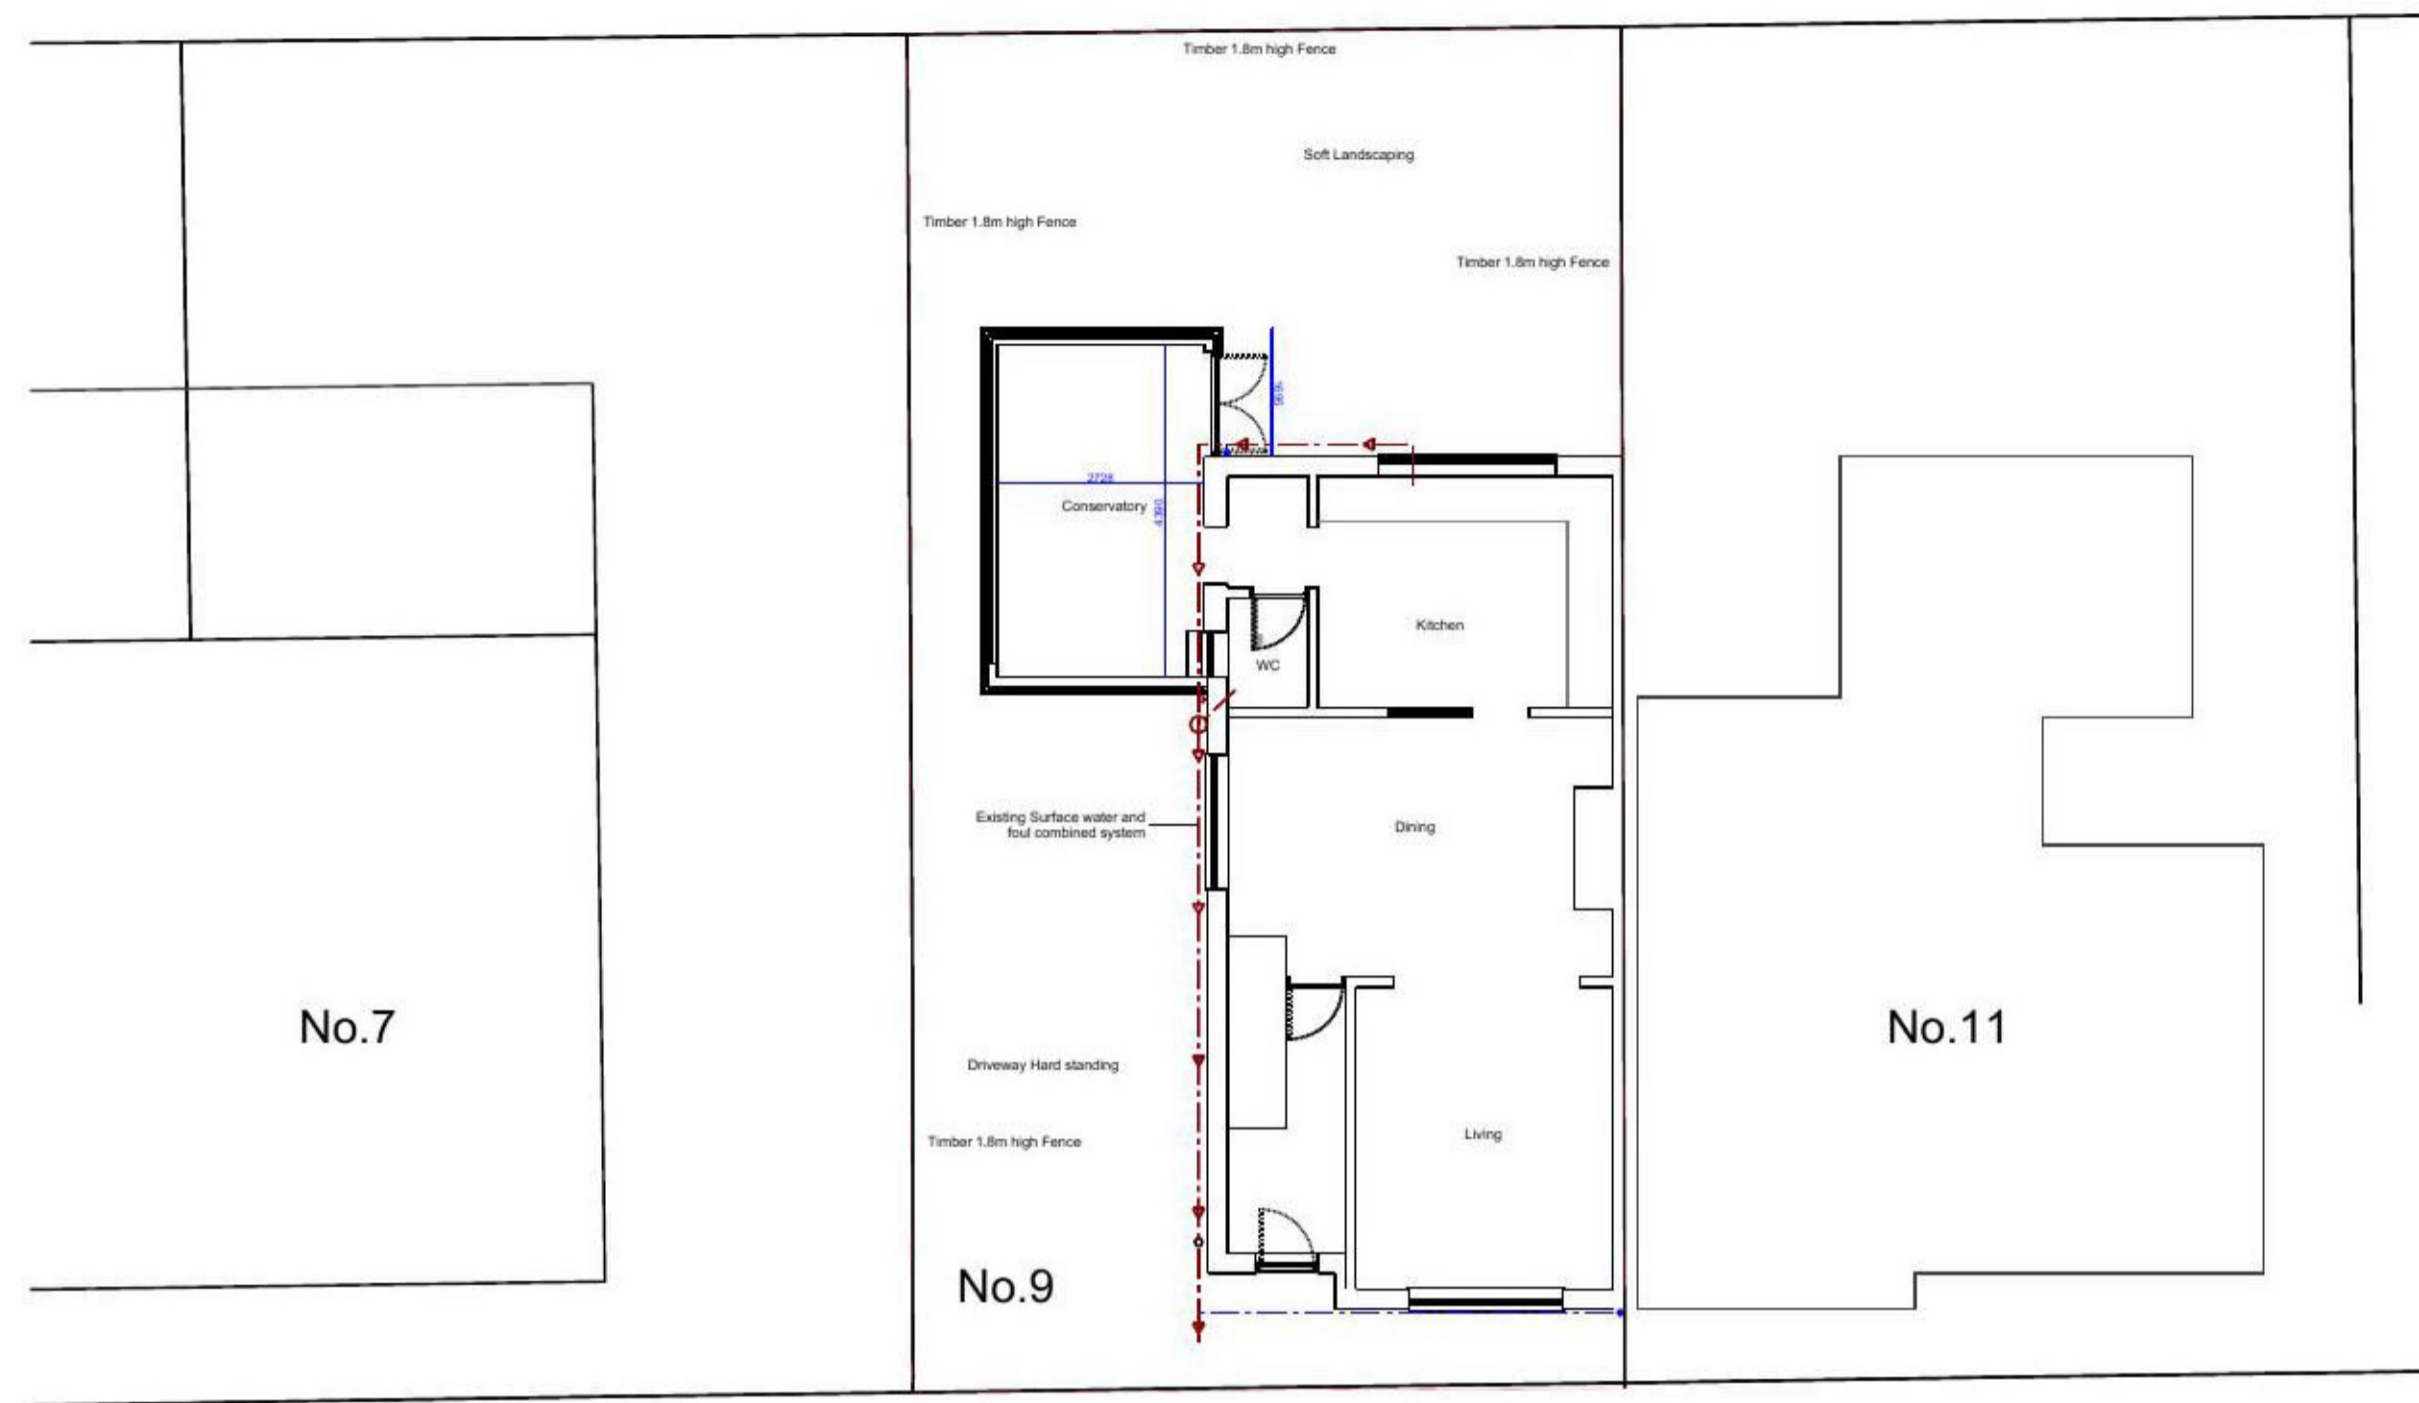 Timber 1.8m high Fence
Soft Landscaping
Timber 1.8m high Fence
Timber 1.8m high Fence
2728
Conservatory
4390
Kitchen
WC
Existing Surface water and
foul combined system
Dining
No.7
No.11
Driveway Hard standing
Timber 1.8m high Fence
Living
No.9